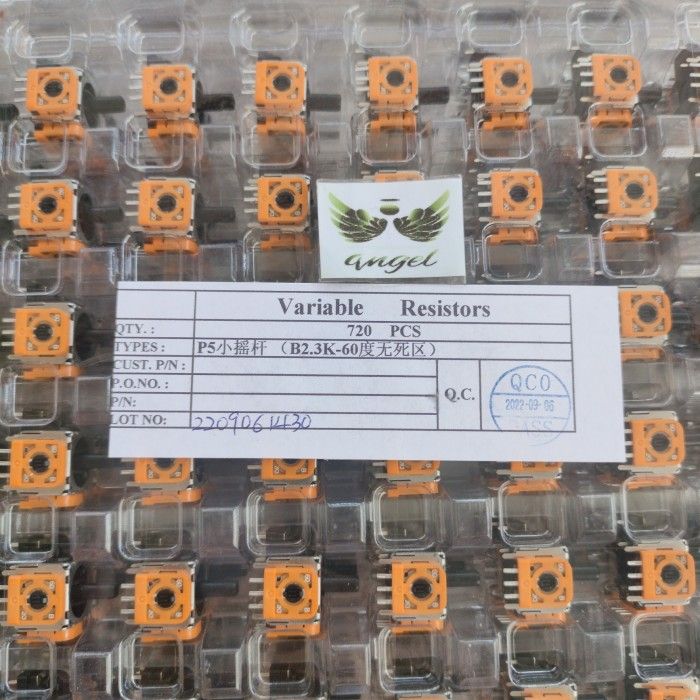 angel
Variable Resistors
QTY. : 720 PCS
TYPES : P5小摇杆 （B2.3K-60度无死区）
CUST. P/N :
P.O.NO. :
P/N:
LOT NO: 2209061430
Q.C.
QC0
2022-09-06